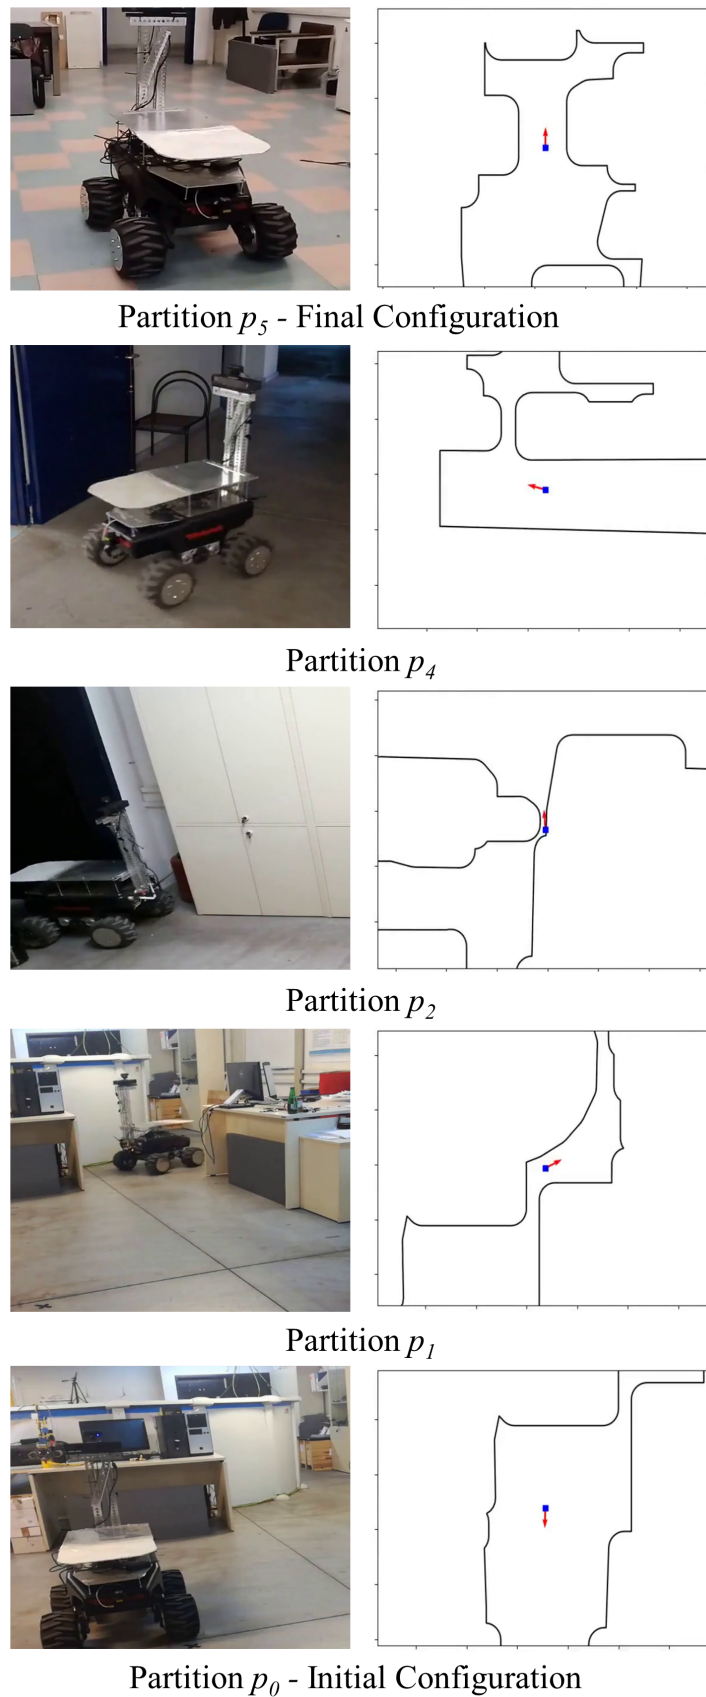 Partition p5 - Final Configuration
Partition p4
Partition p2
Partition p1
Partition p0 - Initial Configuration